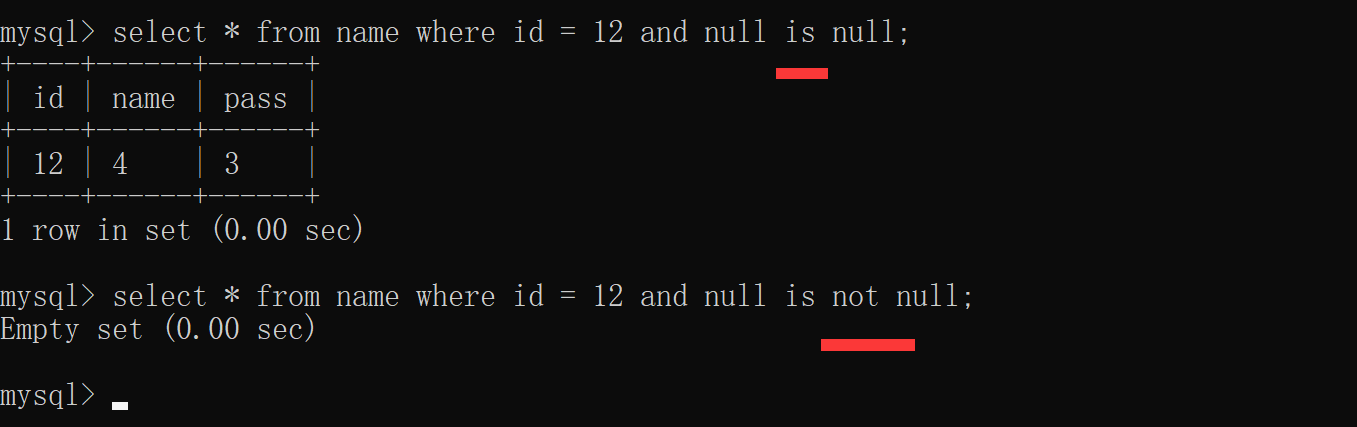 mysql> select * from name where id = 12 and null is null;
+----+------+------+
| id | name | pass |
+----+------+------+
| 12 | 4    | 3    |
+----+------+------+
1 row in set (0.00 sec)
mysql> select * from name where id = 12 and null is not null;
Empty set (0.00 sec)
mysql>